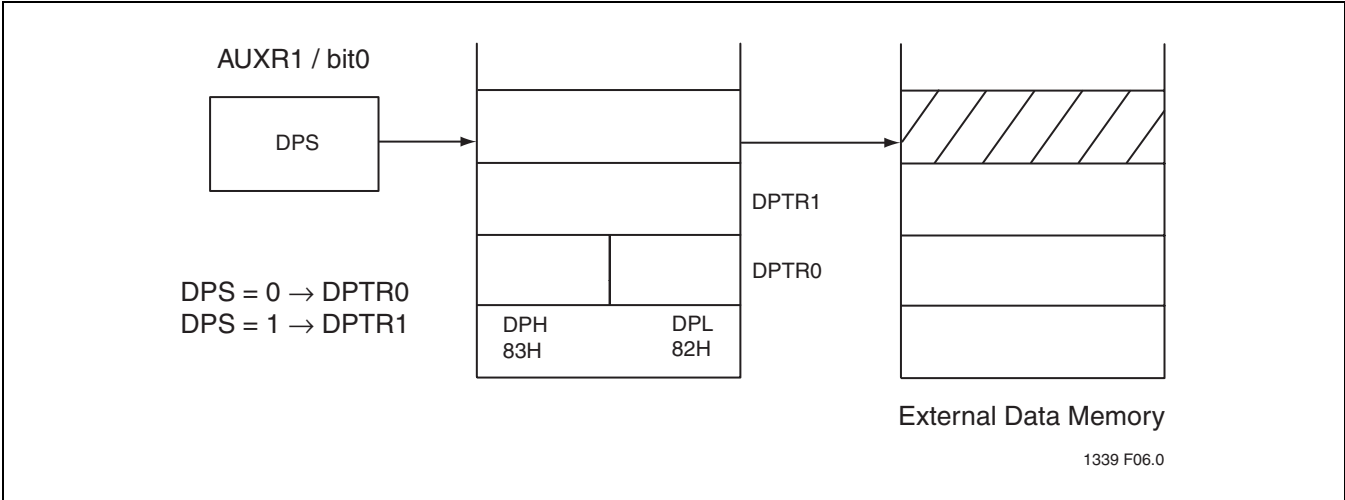 AUXR1 / bit0
DPS
DPTR1
DPTR0
DPS = 0 → DPTR0
DPS = 1 → DPTR1
DPH
83H
DPL
82H
External Data Memory
1339 F06.0